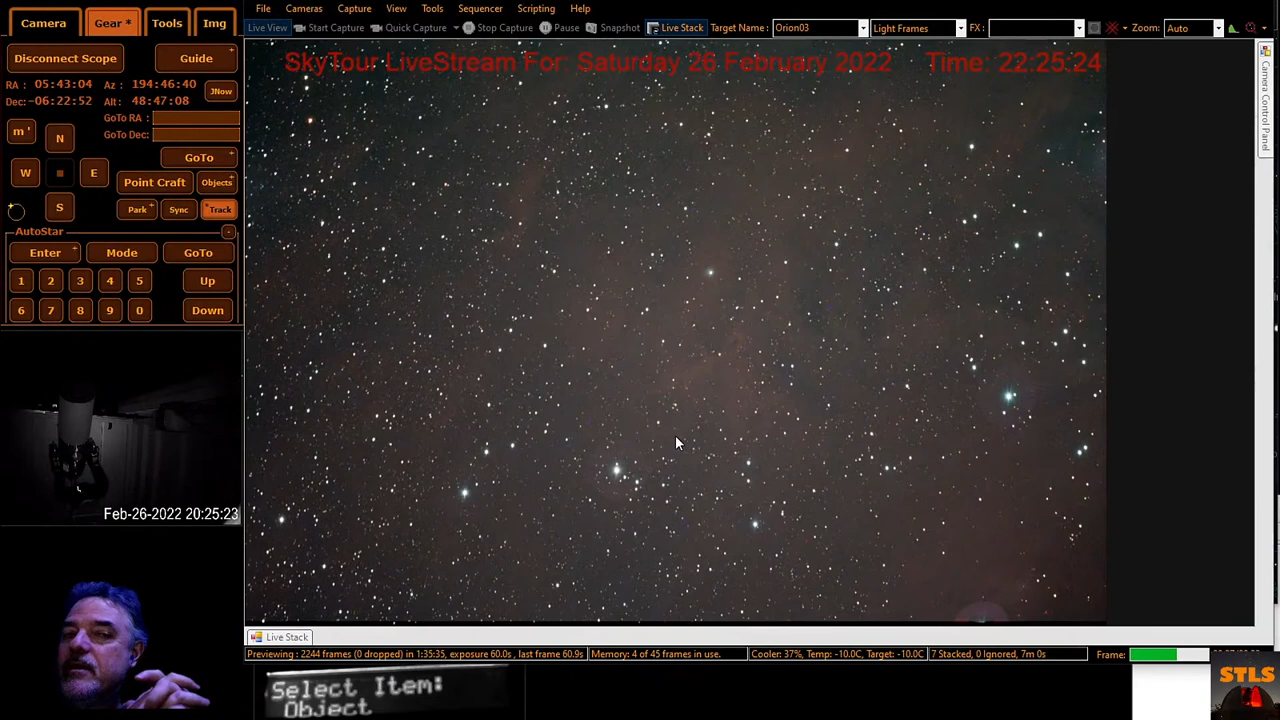 File Cameras Capture View Tools Sequencer Scripting Help
Camera Gear * Tools Img
Live View Start Capture Quick Capture Stop Capture Pause Snapshot Live Stack Target Name : Orion03 Light Frames FX : Zoom: Auto
SkyTour LiveStream For Saturday 26 February 2022 Time: 22:25:24
Disconnect Scope Guide
RA : 05:43:04 Az : 194:46:40
Dec: -06:22:52 Alt : 48:47:08
JNow
GoTo RA :
GoTo Dec:
m ' N
GoTo
W E
Point Craft Objects
S
Park Sync Track
AutoStar -
Enter Mode GoTo
1 2 3 4 5 Up
6 7 8 9 0 Down
Camera Control Panel
Feb-26-2022 20:25:23
Live Stack
Previewing : 2244 frames (0 dropped) in 1:35:35, exposure 60.0s , last frame 60.9s Memory: 4 of 45 frames in use. Cooler: 37%, Temp: -10.0C, Target: -10.0C 7 Stacked, 0 Ignored, 7m 0s Frame:
Select Item:
Object
STLS